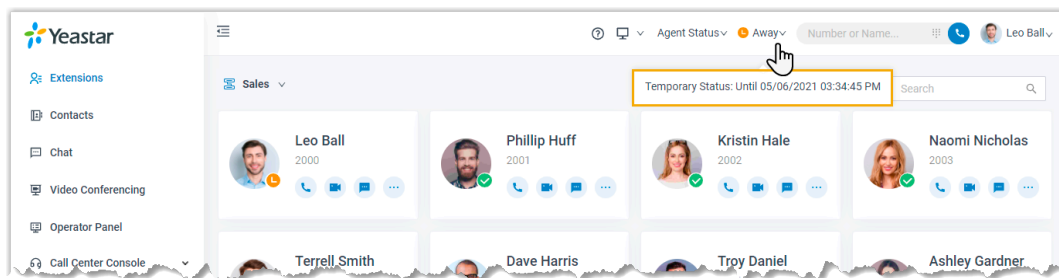 Yeastar
Agent Status
Away
Number or Name...
Leo Ball
Extensions
Contacts
Chat
Video Conferencing
Operator Panel
Call Center Console
Sales
Temporary Status: Until 05/06/2021 03:34:45 PM
Search
Leo Ball
2000
Phillip Huff
2001
Kristin Hale
2002
Naomi Nicholas
2003
Terrell Smith
Dave Harris
Troy Daniel
Ashley Gardner